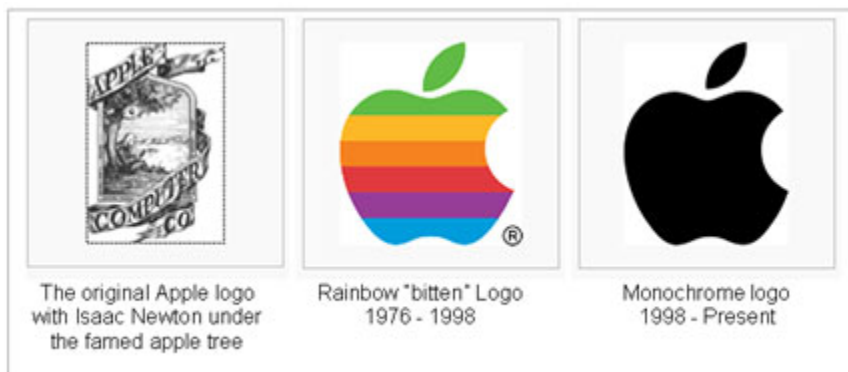 APPLE
COMPUTER
CO
®
The original Apple logo
with Isaac Newton under
the famed apple tree
Rainbow "bitten" Logo
1976 - 1998
Monochrome logo
1998 - Present